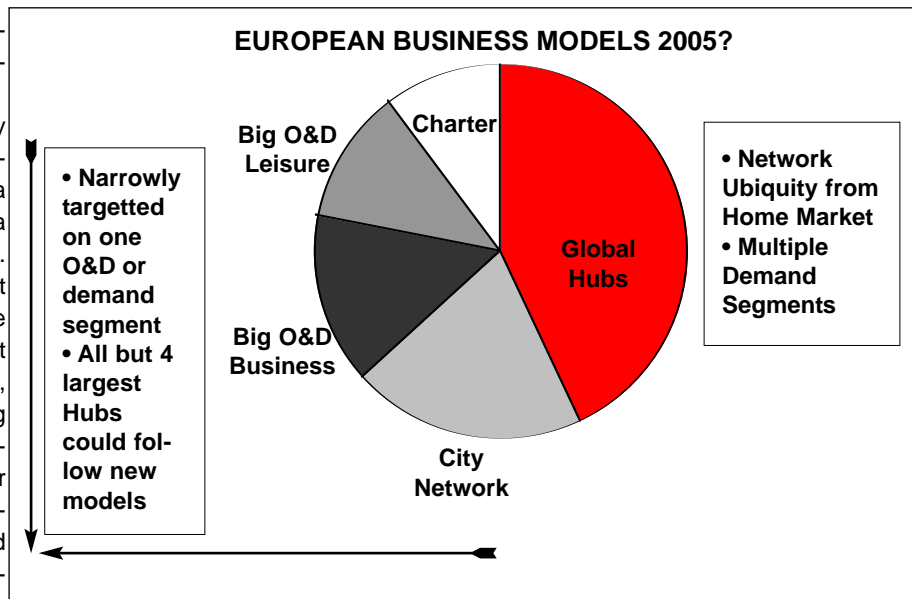 EUROPEAN BUSINESS MODELS 2005?
Big O&D
Leisure
Charter
• Narrowly
targetted
on one
O&D or
demand
segment
• All but 4
largest
Hubs
could fol-
low new
models
• Network
Ubiquity from
Home Market
• Multiple
Demand
Segments
Global
Hubs
Big O&D
Business
City
Network